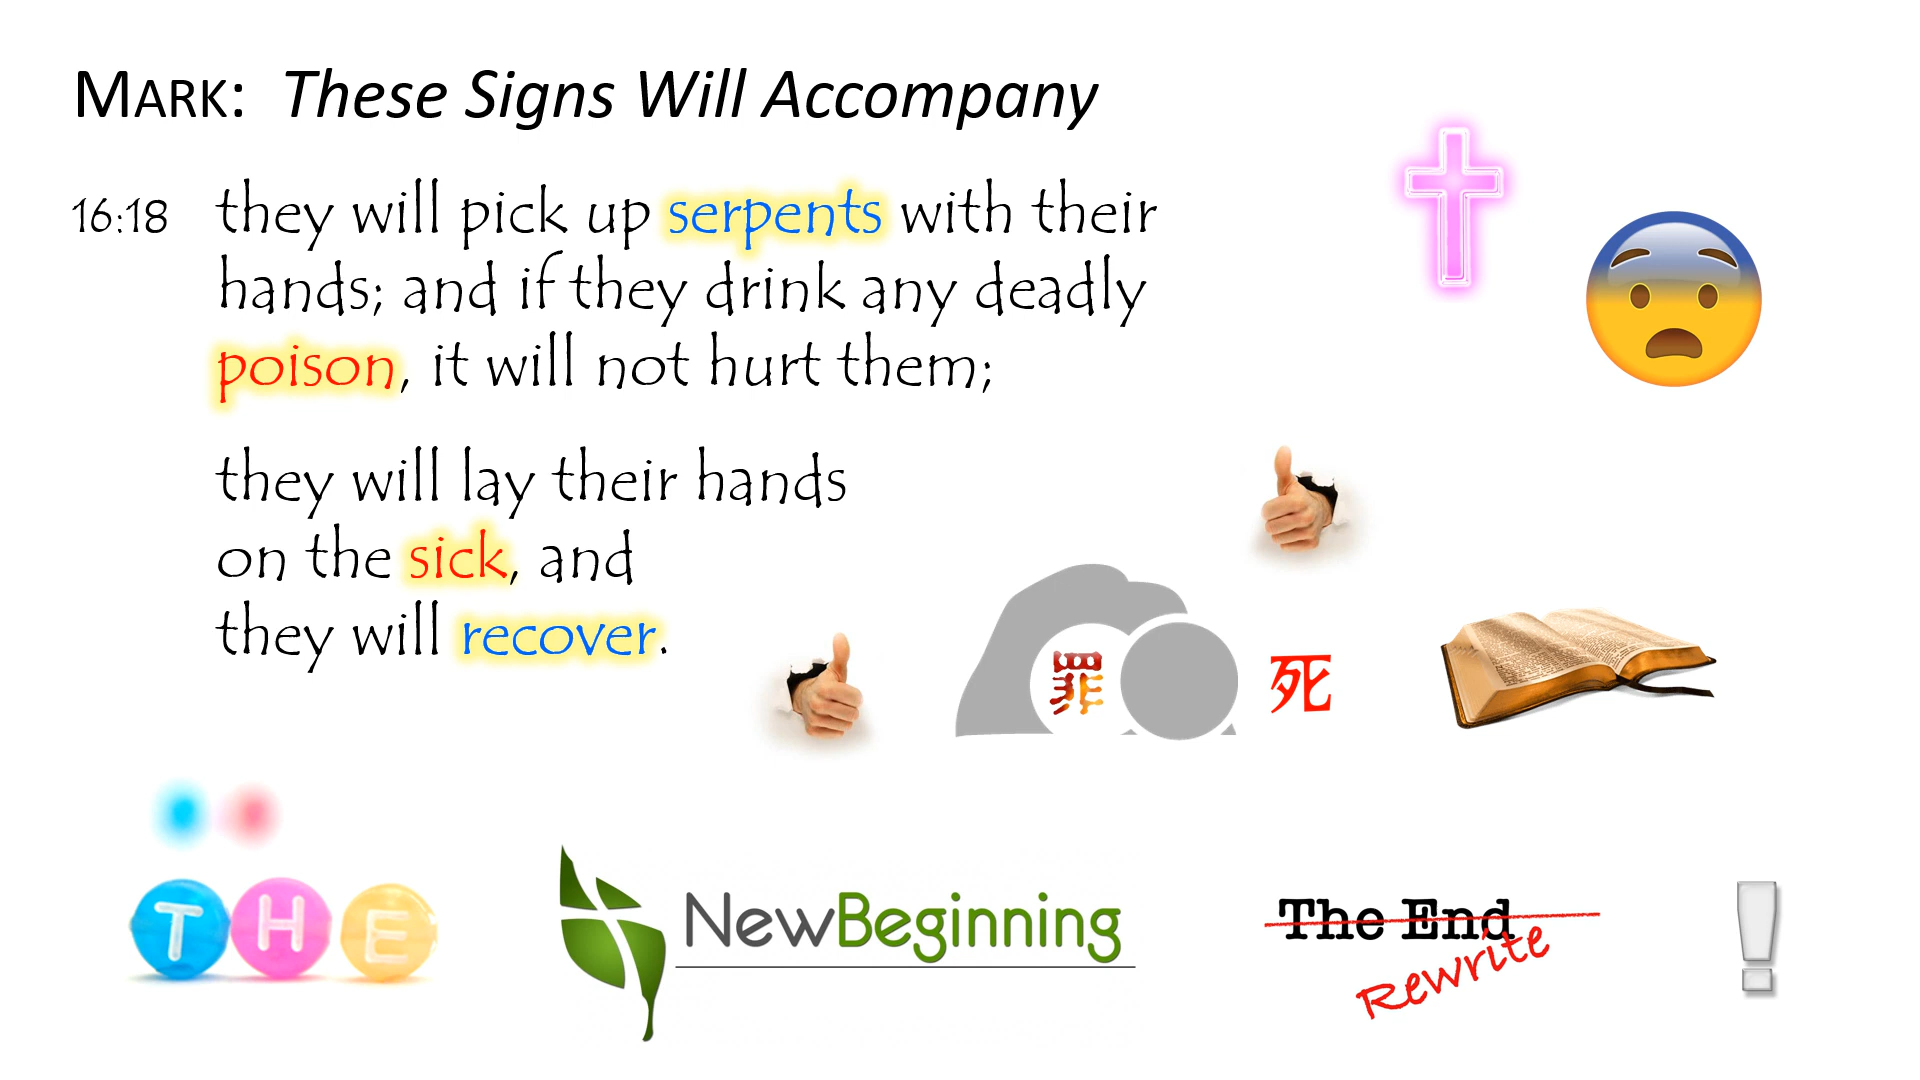 MARK: These Signs Will Accompany
16:18 they will pick up serpents with their
hands; and if they drink any deadly
poison, it will not hurt them;
they will lay their hands
on the sick, and
they will recover.
罪
死
THE
NewBeginning
The End
Rewrite
!